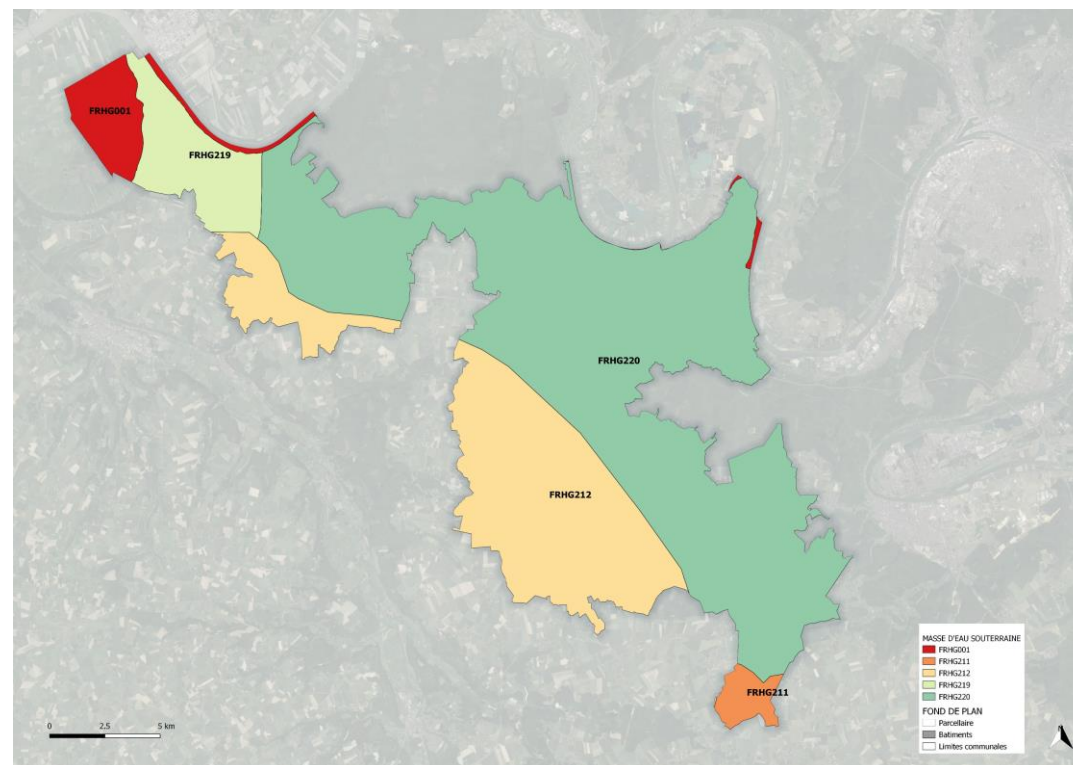 FRHG001
FRHG219
FRHG220
FRHG212
FRHG211
MASSE D'EAU SOUTERRAINE
FRHG001
FRHG211
FRHG212
FRHG219
FRHG220
FOND DE PLAN
Parcellaire
Batiments
Limites communales
0 2.5 5 km